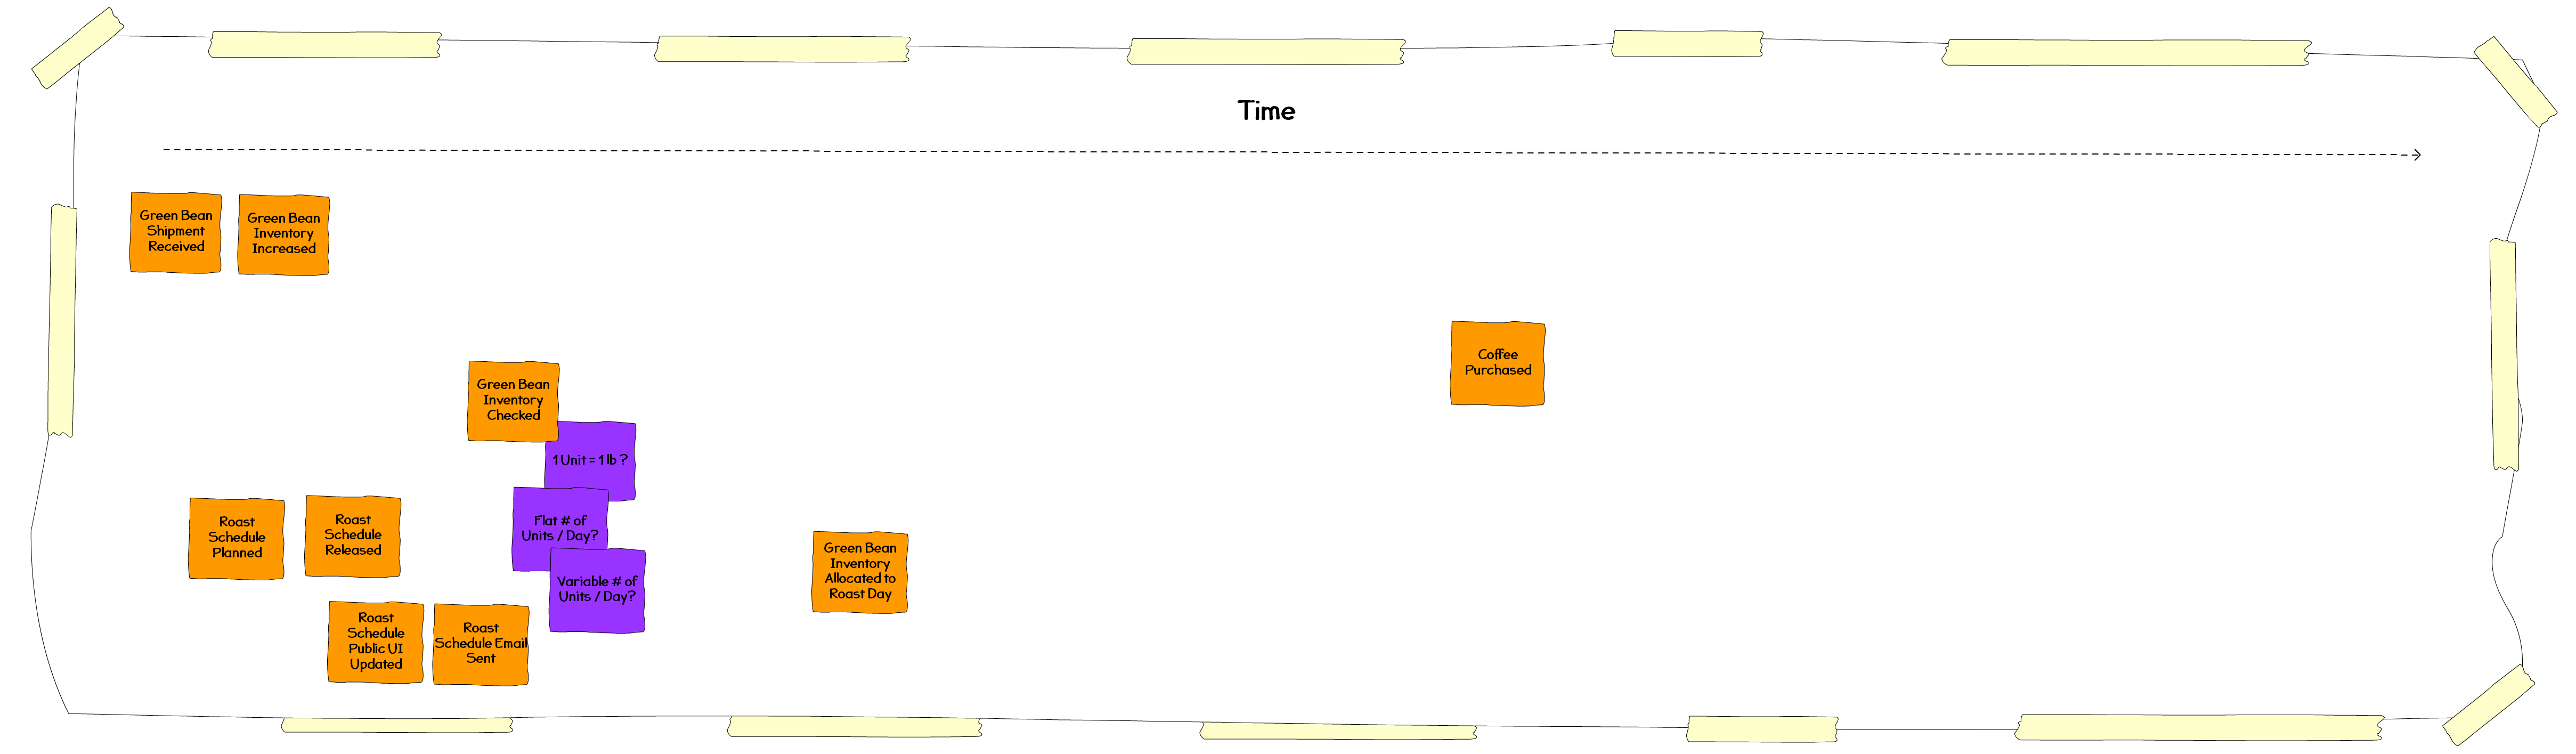 Time
Green Bean
Shipment
Received
Green Bean
Inventory
Increased
Coffee
Purchased
Green Bean
Inventory
Checked
1 Unit = 1 lb ?
Flat # of
Units / Day?
Variable # of
Units / Day?
Roast
Schedule
Planned
Roast
Schedule
Released
Green Bean
Inventory
Allocated to
Roast Day
Roast
Schedule
Public UI
Updated
Roast
Schedule Email
Sent